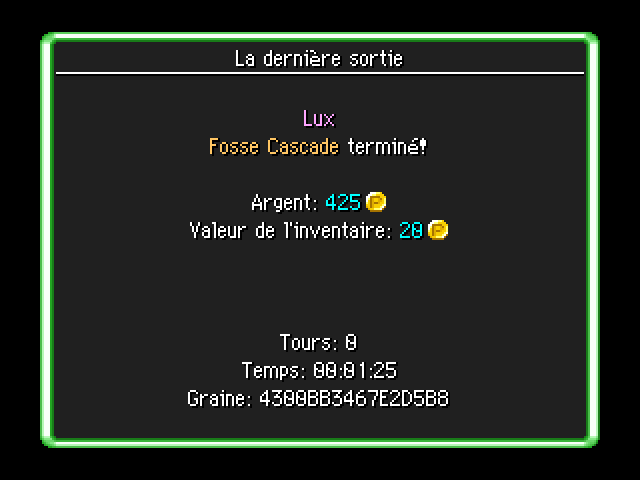 La dernière sortie
Lux
Fosse Cascade terminé!
Argent: 425
Valeur de l'inventaire: 20
Tours: 0
Temps: 00:01:25
Graine: 4300BB3467E2D5B8